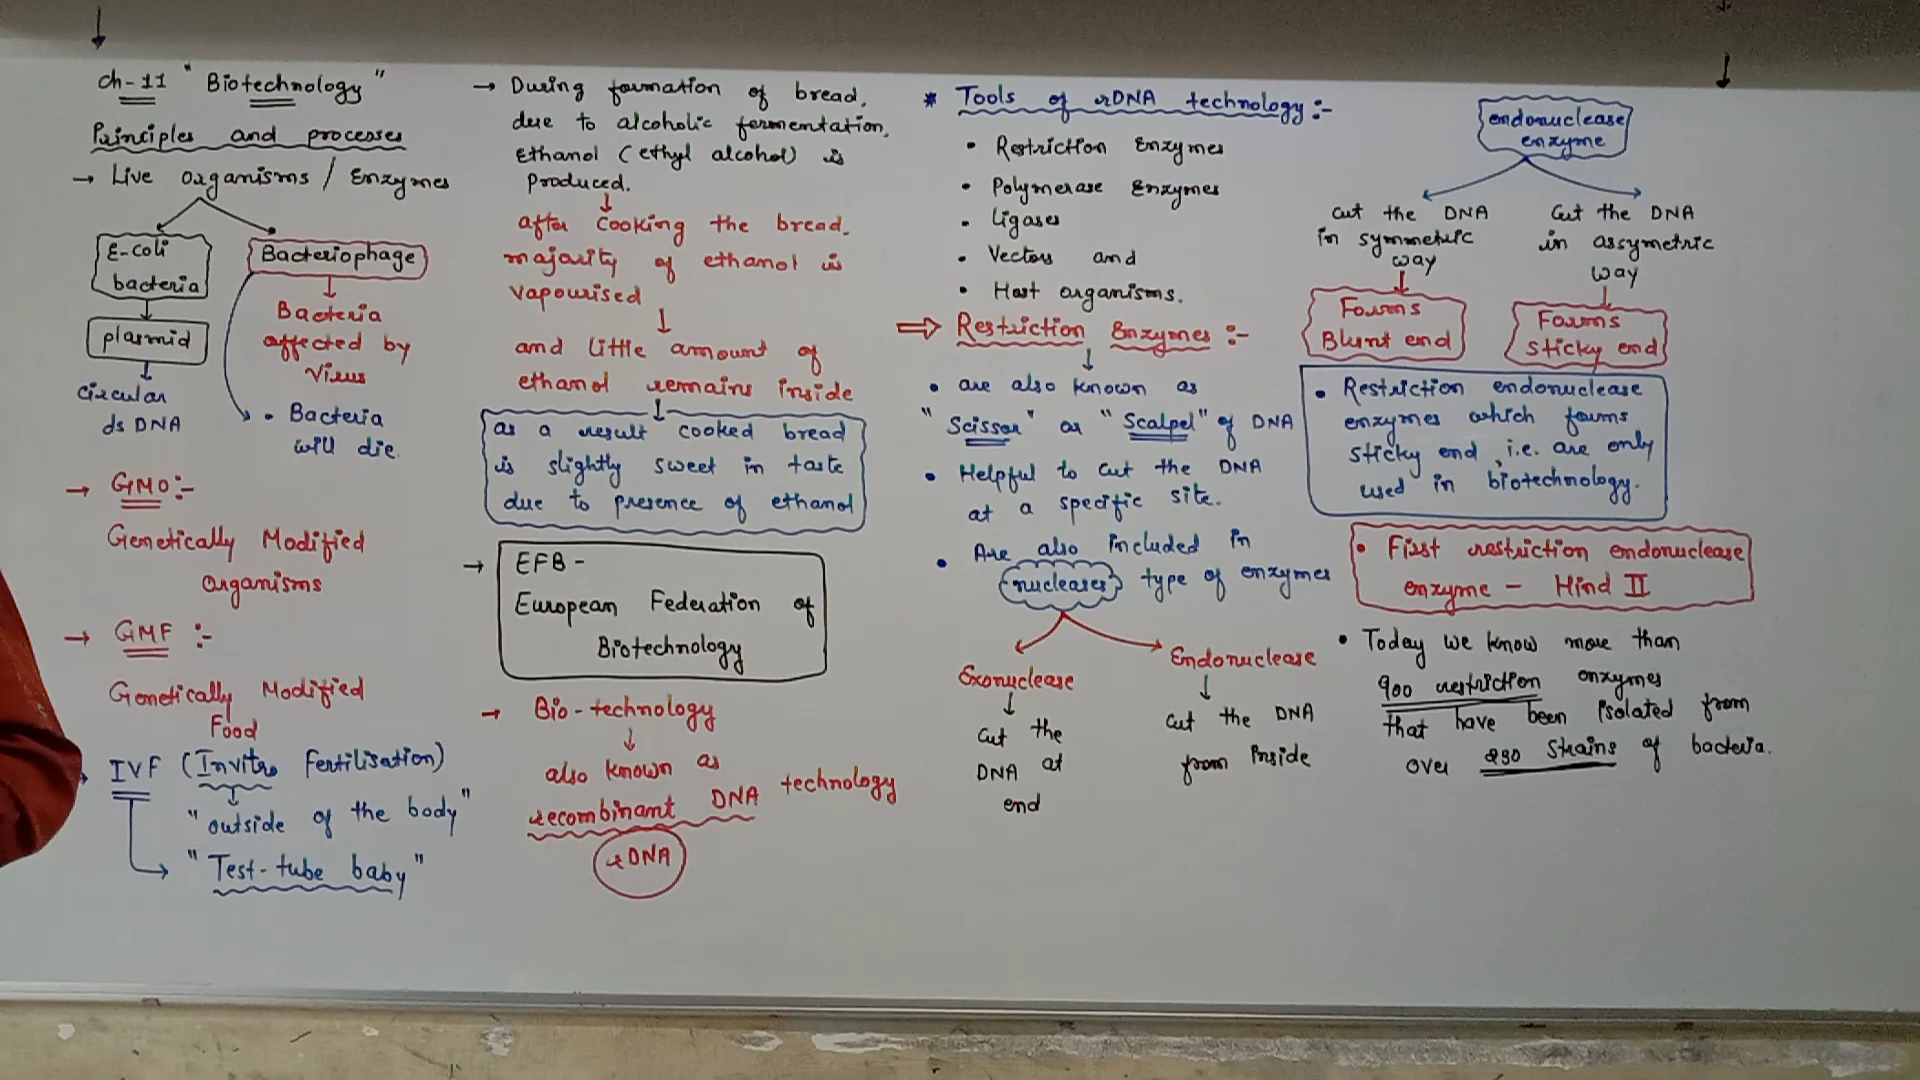 ch-11 "Biotechnology"
Principles and processes
→ Live organisms / Enzymes
E-coli
bacteria
plasmid
circular
ds DNA
Bacteriophage
Bacteria
affected by
virus
• Bacteria
will die.
→ GMO :-
Genetically Modified
organisms
→ GMF :-
Genetically Modified
Food
IVF (Invitro Fertilisation)
"outside of the body"
"Test-tube baby"
→ During formation of bread,
due to alcoholic fermentation,
Ethanol (ethyl alcohol) is
produced.
after cooking the bread,
majority of ethanol is
vapourised
and little amount of
ethanol remains inside
as a result cooked bread
is slightly sweet in taste
due to presence of ethanol
→ EFB -
European Federation of
Biotechnology
→ Bio-technology
also known as
recombinant DNA technology
rDNA
* Tools of rDNA technology :-
• Restriction Enzymes
• Polymerase Enzymes
• Ligases
• Vectors and
• Host organisms.
⇒ Restriction Enzymes :-
• are also known as
"Scissor" or "Scalpel" of DNA
• Helpful to cut the DNA
at a specific site.
• Are also included in
nucleases type of enzymes
Exonuclease
cut the
DNA at
end
Endonuclease
cut the DNA
from inside
endonuclease
enzyme
cut the DNA
in symmetric
way
Forms
Blunt end
Cut the DNA
in assymetric
way
Forms
sticky end
• Restriction endonuclease
enzymes which forms
sticky end, i.e. are only
used in biotechnology.
• First restriction endonuclease
enzyme - Hind II
• Today we know more than
900 restriction enzymes
that have been isolated from
over 230 strains of bacteria.